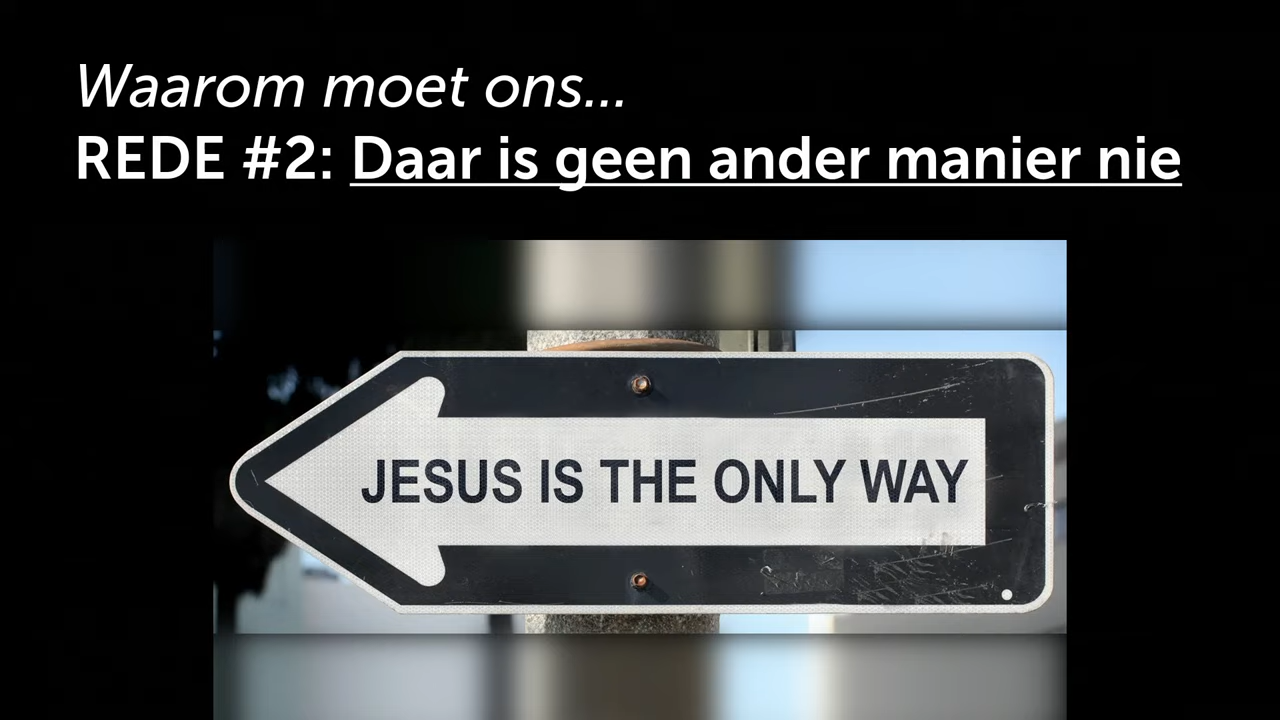 Waarom moet ons...
REDE #2: Daar is geen ander manier nie
JESUS IS THE ONLY WAY